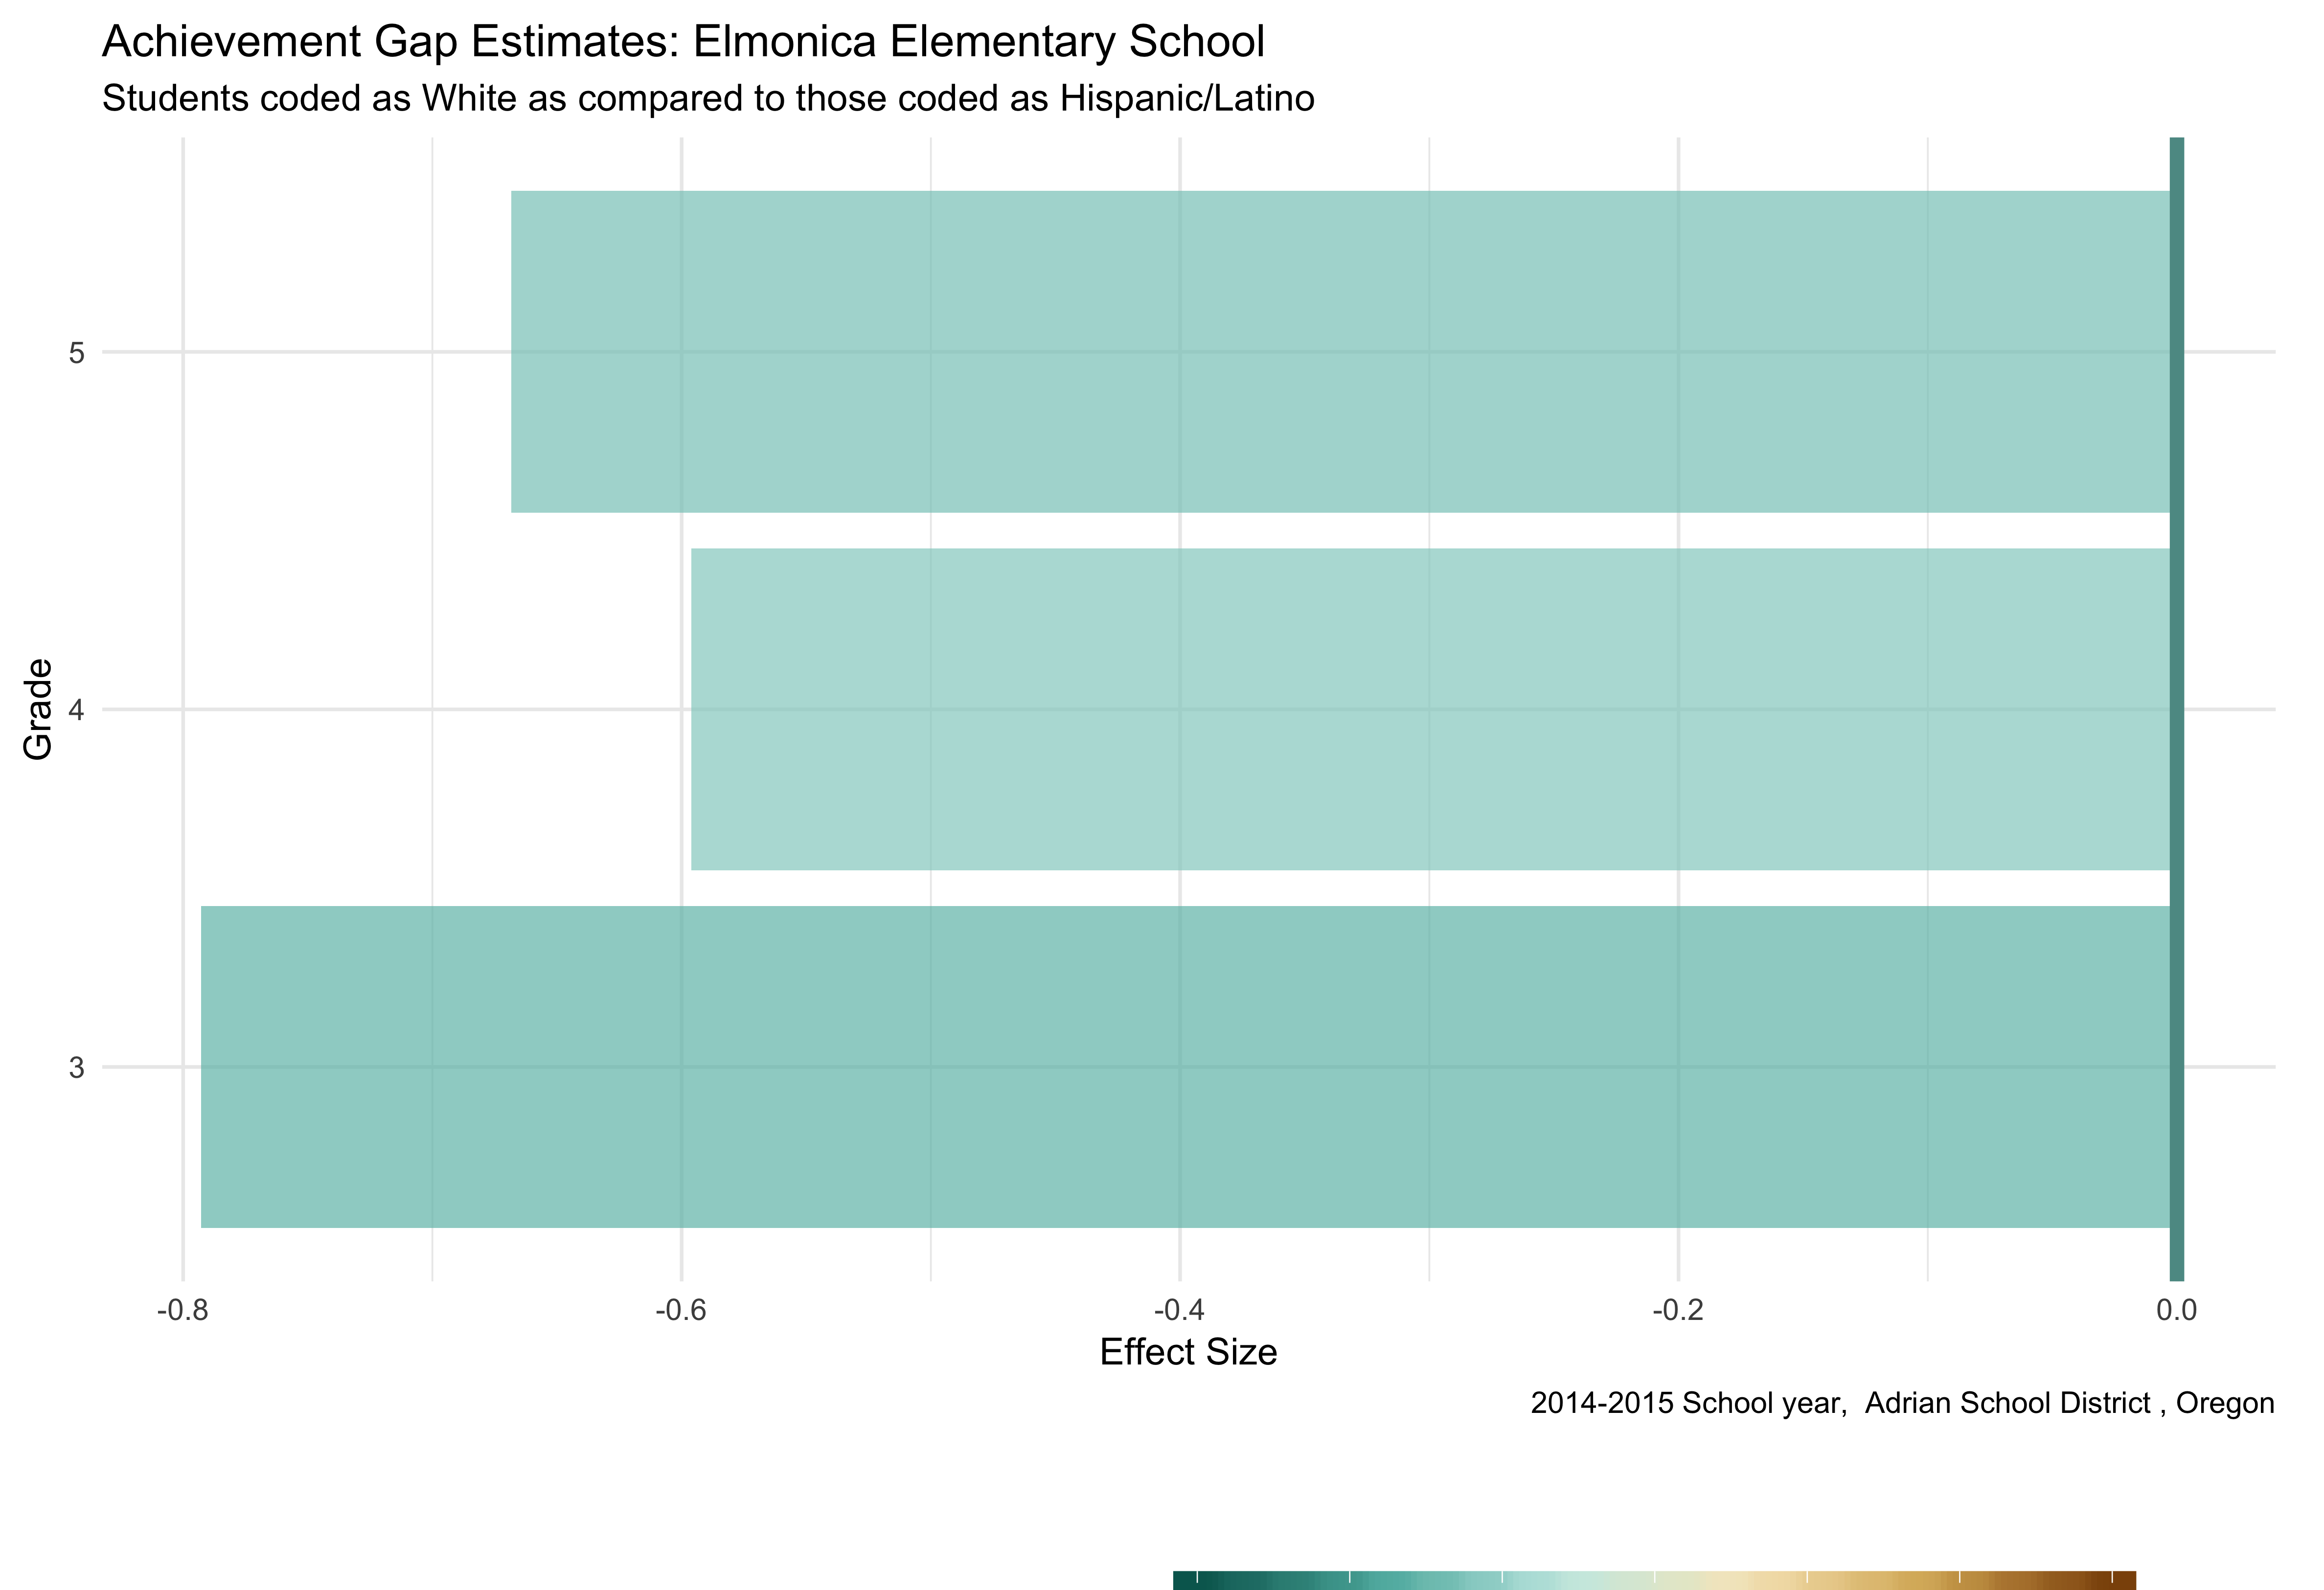 Achievement Gap Estimates: Elmonica Elementary School
Students coded as White as compared to those coded as Hispanic/Latino
Grade
5
4
3
-0.8 -0.6 -0.4 -0.2 0.0
Effect Size
2014-2015 School year,  Adrian School District , Oregon